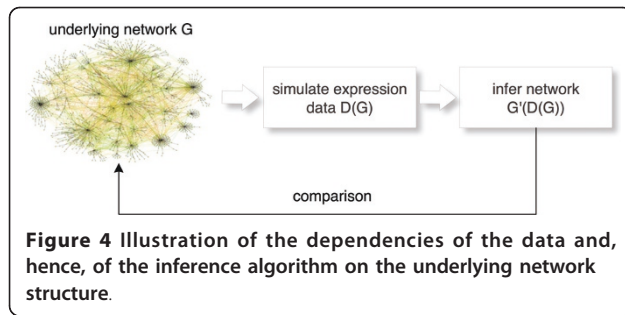 underlying network G
simulate expression
data D(G)
infer network
G'(D(G))
comparison
Figure 4 Illustration of the dependencies of the data and,
hence, of the inference algorithm on the underlying network
structure.